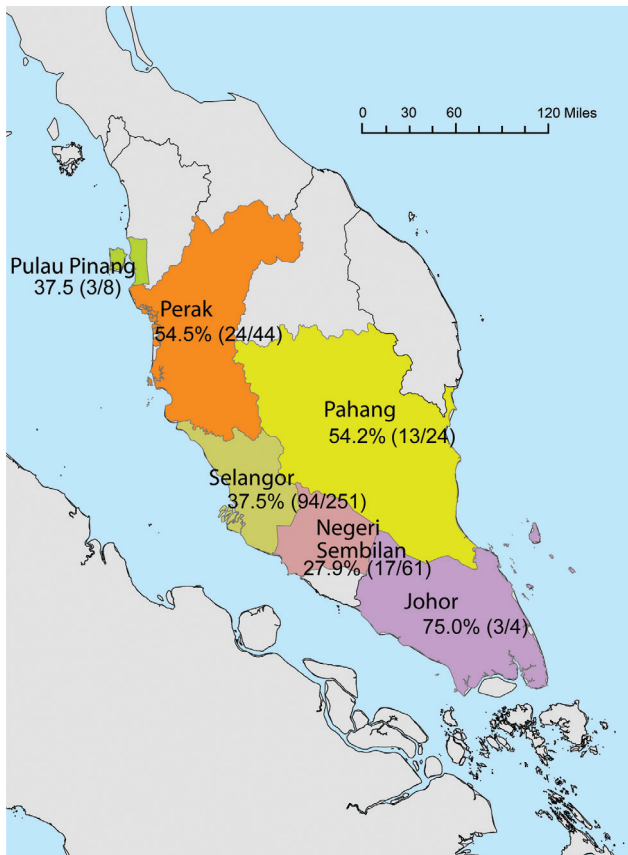 0 30 60 120 Miles
Pulau Pinang
37.5 (3/8)
Perak
54.5% (24/44)
Pahang
54.2% (13/24)
Selangor
37.5% (94/251)
Negeri
Sembilan
27.9% (17/61)
Johor
75.0% (3/4)